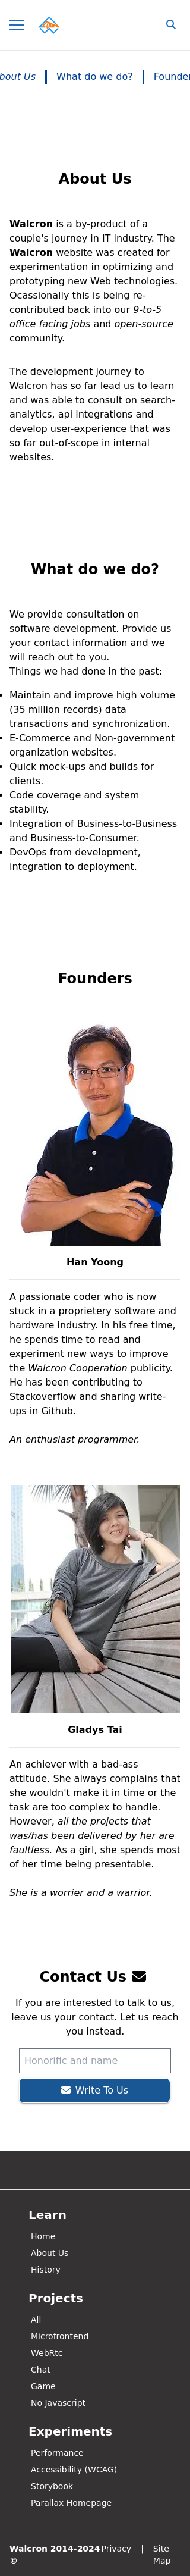 bout Us
What do we do?
Founder
About Us
Walcron is a by-product of a
couple's journey in IT industry. The
Walcron website was created for
experimentation in optimizing and
prototyping new Web technologies.
Ocassionally this is being re-
contributed back into our 9-to-5
office facing jobs and open-source
community.
The development journey to
Walcron has so far lead us to learn
and was able to consult on search-
analytics, api integrations and
develop user-experience that was
so far out-of-scope in internal
websites.
What do we do?
We provide consultation on
software development. Provide us
your contact information and we
will reach out to you.
Things we had done in the past:
Maintain and improve high volume
(35 million records) data
transactions and synchronization.
E-Commerce and Non-government
organization websites.
Quick mock-ups and builds for
clients.
Code coverage and system
stability.
Integration of Business-to-Business
and Business-to-Consumer.
DevOps from development,
integration to deployment.
Founders
Han Yoong
A passionate coder who is now
stuck in a proprietery software and
hardware industry. In his free time,
he spends time to read and
experiment new ways to improve
the Walcron Cooperation publicity.
He has been contributing to
Stackoverflow and sharing write-
ups in Github.
An enthusiast programmer.
Gladys Tai
An achiever with a bad-ass
attitude. She always complains that
she wouldn't make it in time or the
task are too complex to handle.
However, all the projects that
was/has been delivered by her are
faultless. As a girl, she spends most
of her time being presentable.
She is a worrier and a warrior.
Contact Us
If you are interested to talk to us,
leave us your contact. Let us reach
you instead.
Honorific and name
Write To Us
Learn
Home
About Us
History
Projects
All
Microfrontend
WebRtc
Chat
Game
No Javascript
Experiments
Performance
Accessibility (WCAG)
Storybook
Parallax Homepage
Walcron 2014-2024 ©
Privacy | Site Map